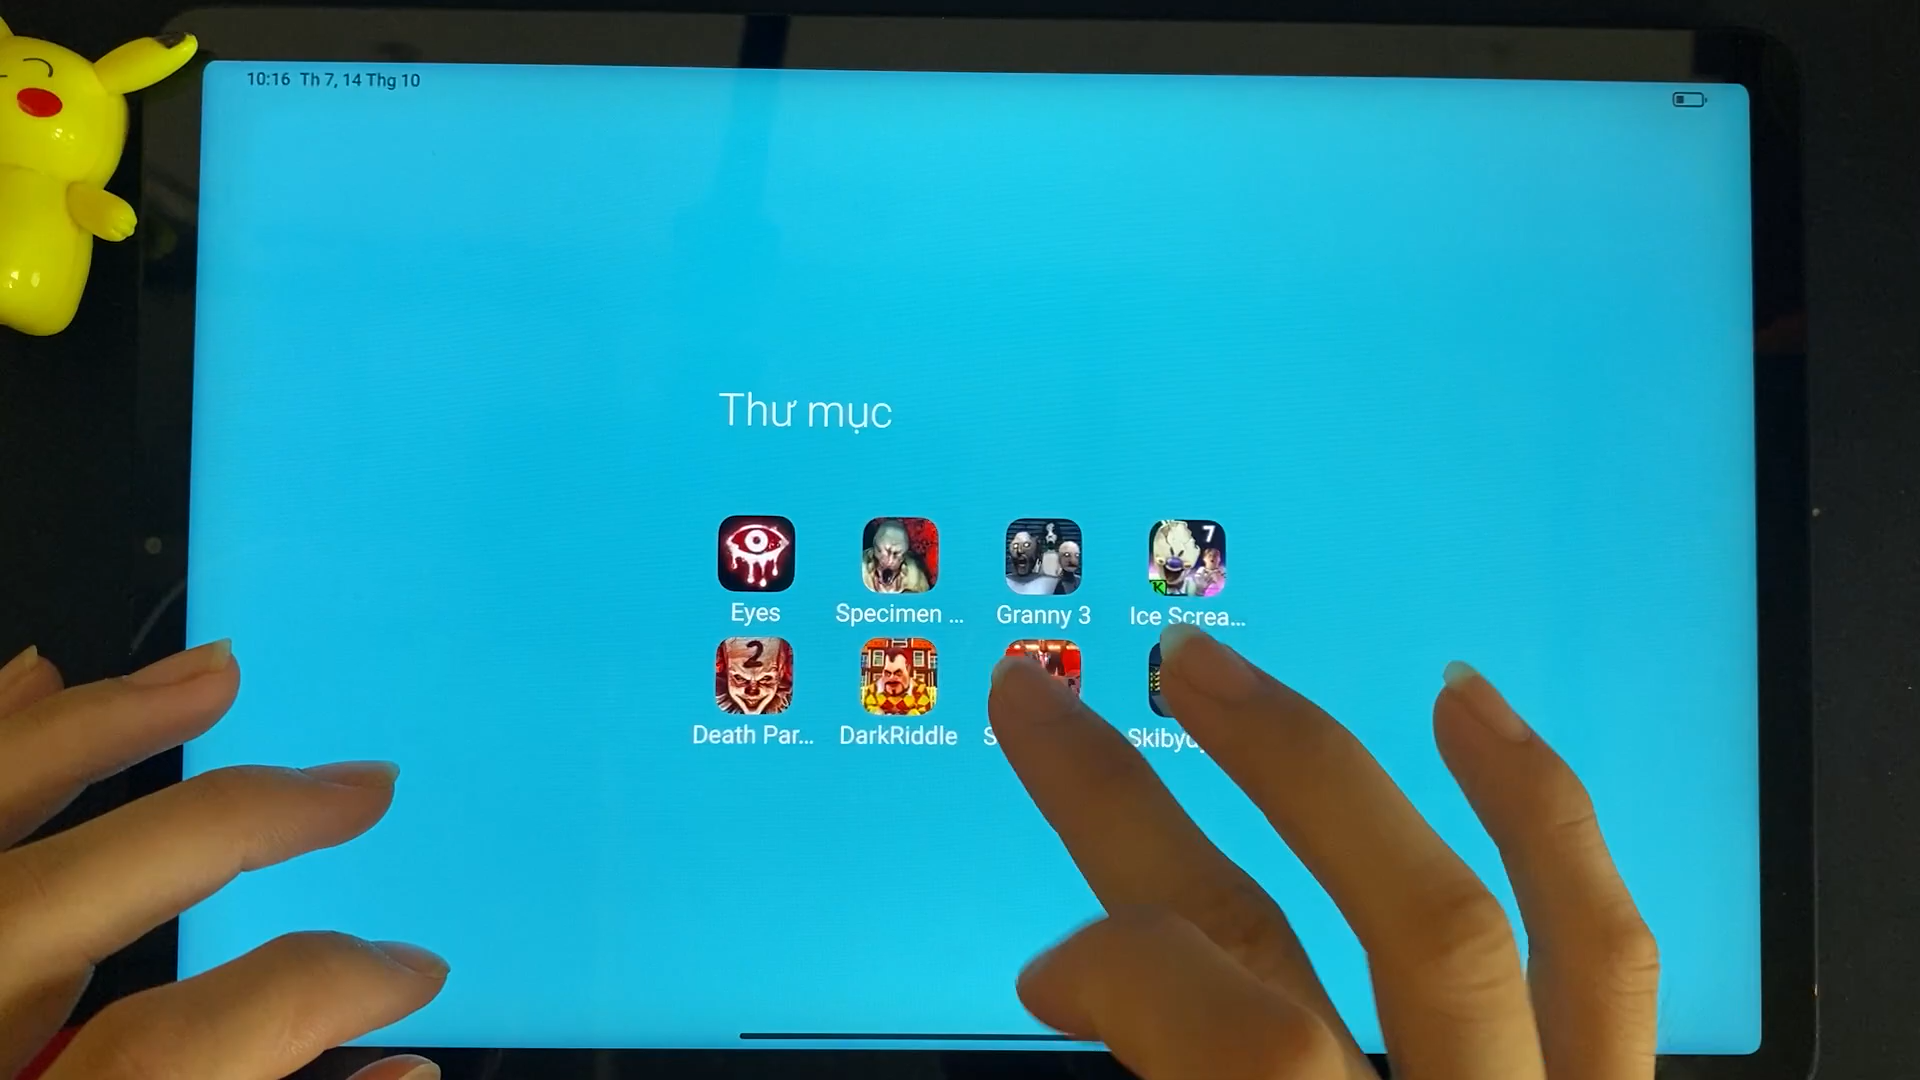 10:16 Th 7, 14 Thg 10
Thư mục
7
Eyes
Specimen ...
Granny 3
Ice Screa...
K
2
Death Par...
DarkRiddle
S